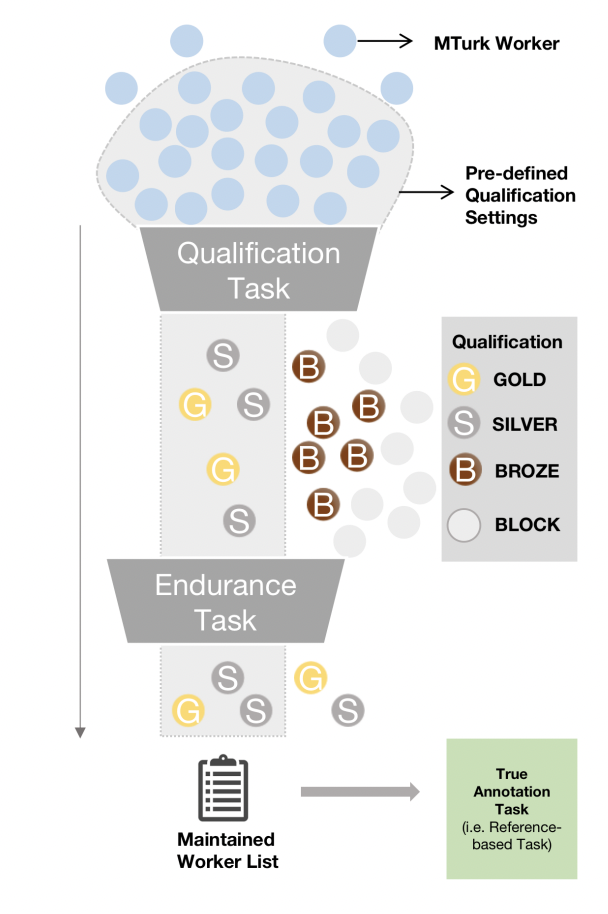 MTurk Worker
Pre-defined
Qualification
Settings
Qualification
Task
S
G
S
G
S
B
B
B
B
B
B
Qualification
G GOLD
S SILVER
B BROZE
BLOCK
Endurance
Task
S
G
S
G
S
Maintained
Worker List
True
Annotation
Task
(i.e. Reference-
based Task)